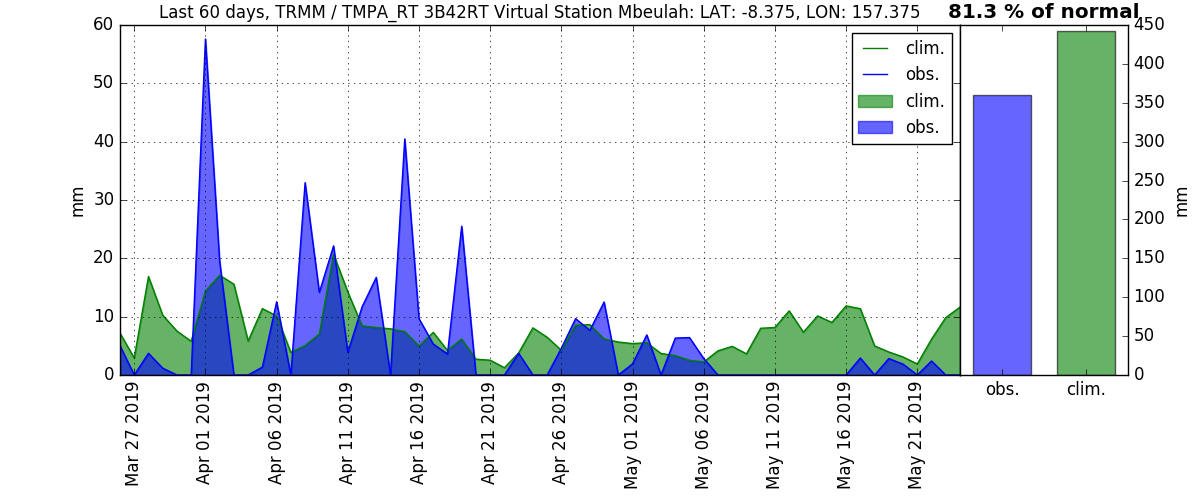 Last 60 days, TRMM / TMPA_RT 3B42RT Virtual Station Mbeulah: LAT: -8.375, LON: 157.375
81.3 % of normal
60
50
40
30
20
10
0
mm
clim.
obs.
clim.
obs.
450
400
350
300
250
200
150
100
50
0
mm
Mar 27 2019
Apr 01 2019
Apr 06 2019
Apr 11 2019
Apr 16 2019
Apr 21 2019
Apr 26 2019
May 01 2019
May 06 2019
May 11 2019
May 16 2019
May 21 2019
obs.
clim.